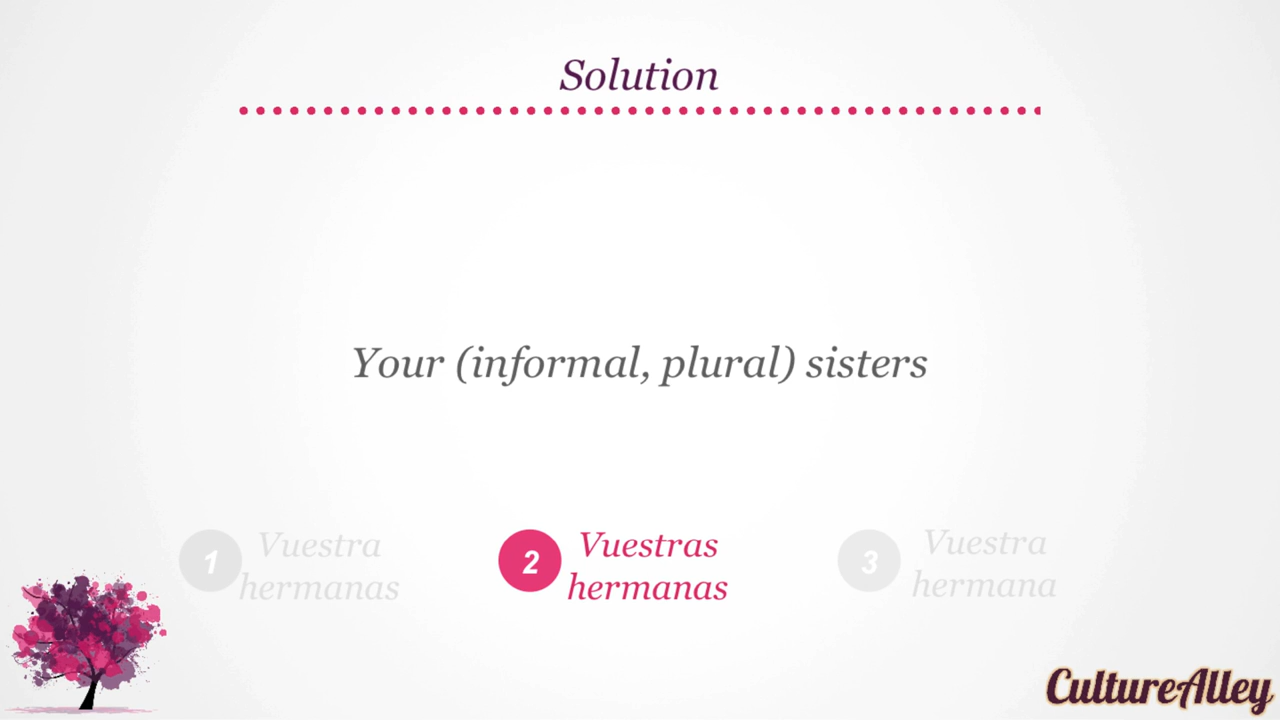 Solution
Your (informal, plural) sisters
1
Vuestra
hermanas
2
Vuestras
hermanas
3
Vuestra
hermana
CultureAlley